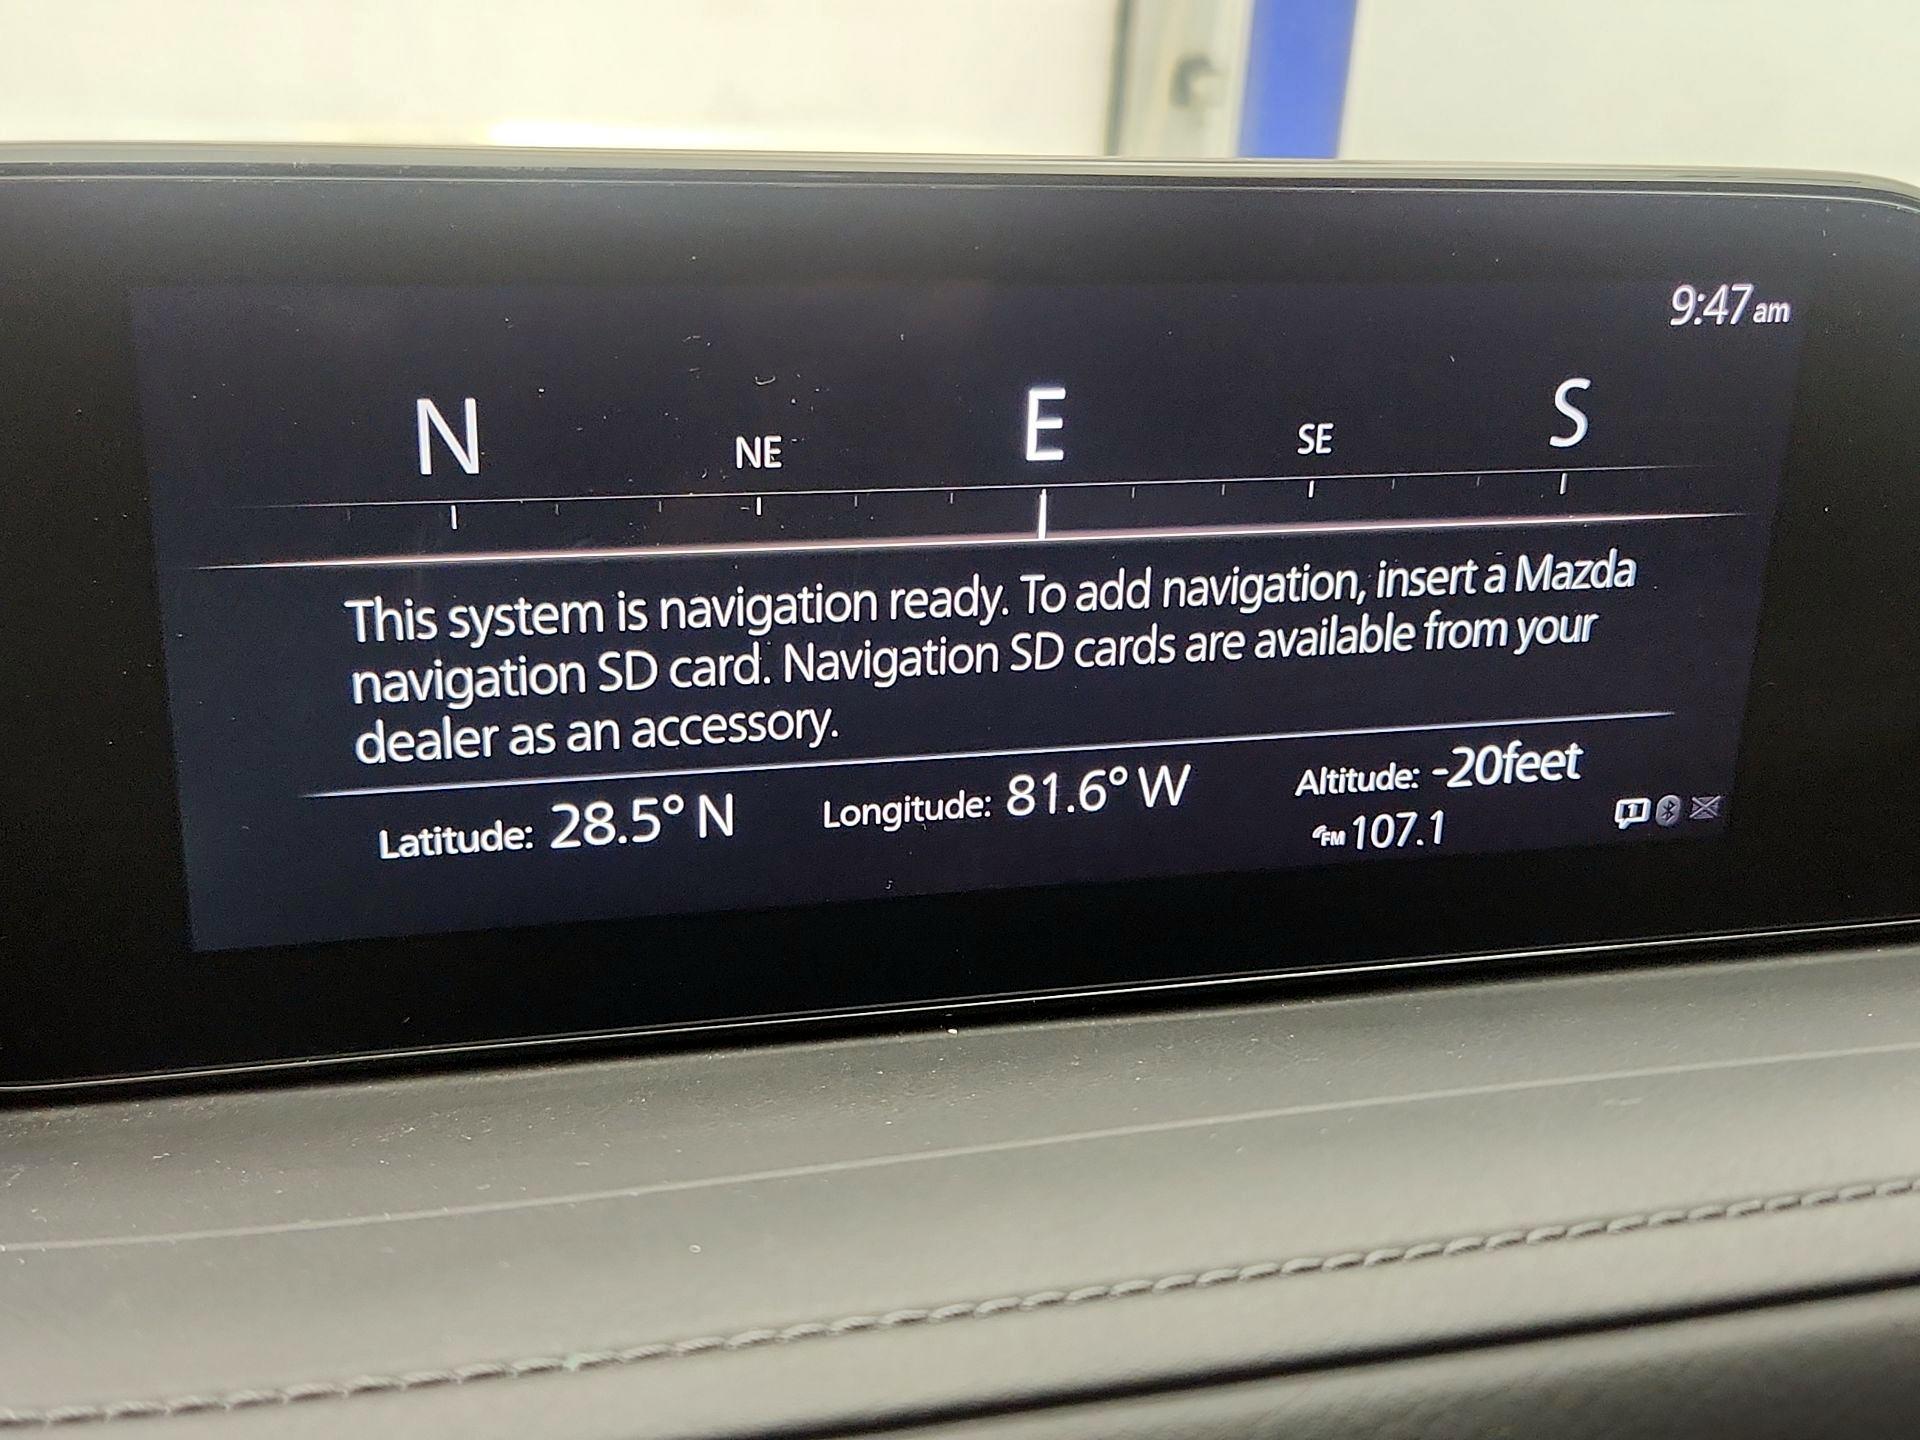 9:47 am
N NE E SE S
This system is navigation ready. To add navigation, insert a Mazda
navigation SD card. Navigation SD cards are available from your
dealer as an accessory.
Latitude: 28.5° N Longitude: 81.6° W Altitude: -20feet
FM 107.1
1